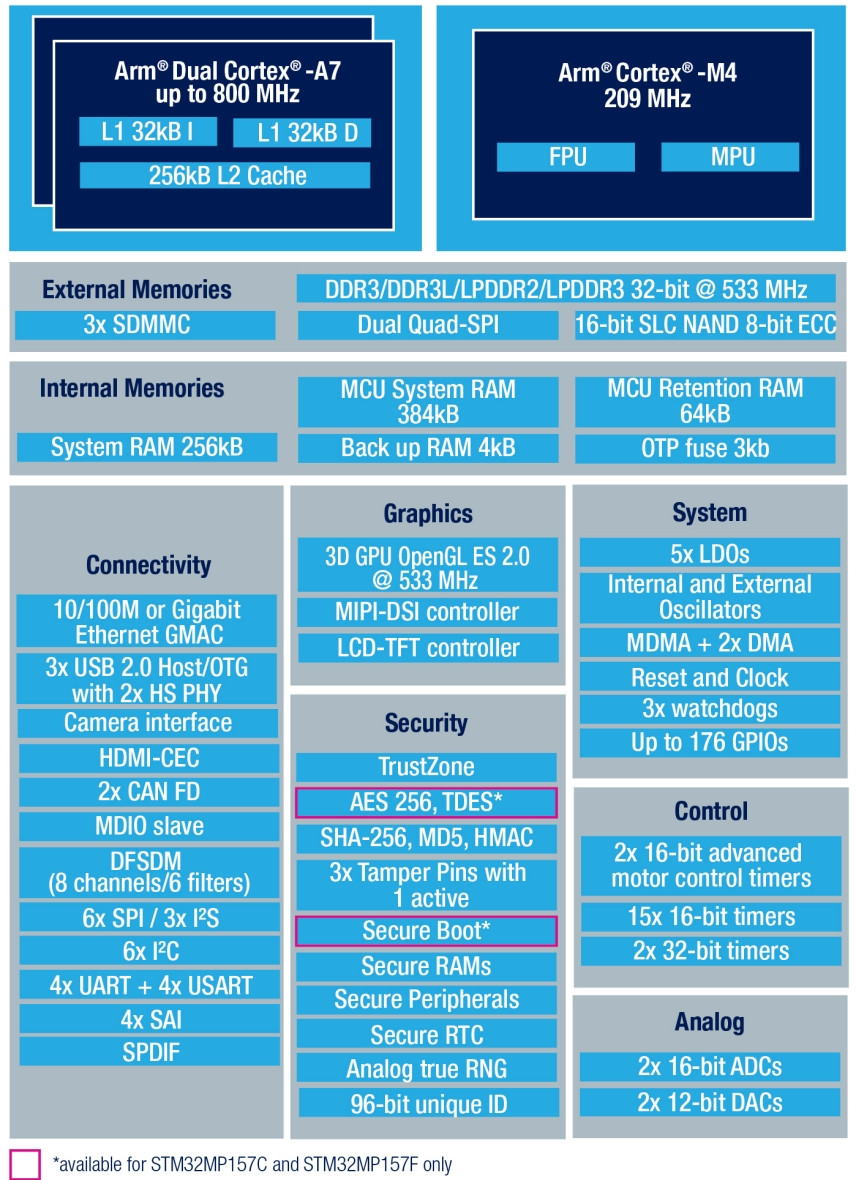 Arm® Dual Cortex® -A7
up to 800 MHz
L1 32kB I
L1 32kB D
256kB L2 Cache
Arm® Cortex® -M4
209 MHz
FPU
MPU
External Memories
DDR3/DDR3L/LPDDR2/LPDDR3 32-bit @ 533 MHz
3x SDMMC
Dual Quad-SPI
16-bit SLC NAND 8-bit ECC
Internal Memories
MCU System RAM
384kB
MCU Retention RAM
64kB
System RAM 256kB
Back up RAM 4kB
OTP fuse 3kb
Connectivity
10/100M or Gigabit
Ethernet GMAC
3x USB 2.0 Host/OTG
with 2x HS PHY
Camera interface
HDMI-CEC
2x CAN FD
MDIO slave
DFSDM
(8 channels/6 filters)
6x SPI / 3x I²S
6x I²C
4x UART + 4x USART
4x SAI
SPDIF
Graphics
3D GPU OpenGL ES 2.0
@ 533 MHz
MIPI-DSI controller
LCD-TFT controller
Security
TrustZone
AES 256, TDES*
SHA-256, MD5, HMAC
3x Tamper Pins with
1 active
Secure Boot*
Secure RAMs
Secure Peripherals
Secure RTC
Analog true RNG
96-bit unique ID
System
5x LDOs
Internal and External
Oscillators
MDMA + 2x DMA
Reset and Clock
3x watchdogs
Up to 176 GPIOs
Control
2x 16-bit advanced
motor control timers
15x 16-bit timers
2x 32-bit timers
Analog
2x 16-bit ADCs
2x 12-bit DACs
*available for STM32MP157C and STM32MP157F only